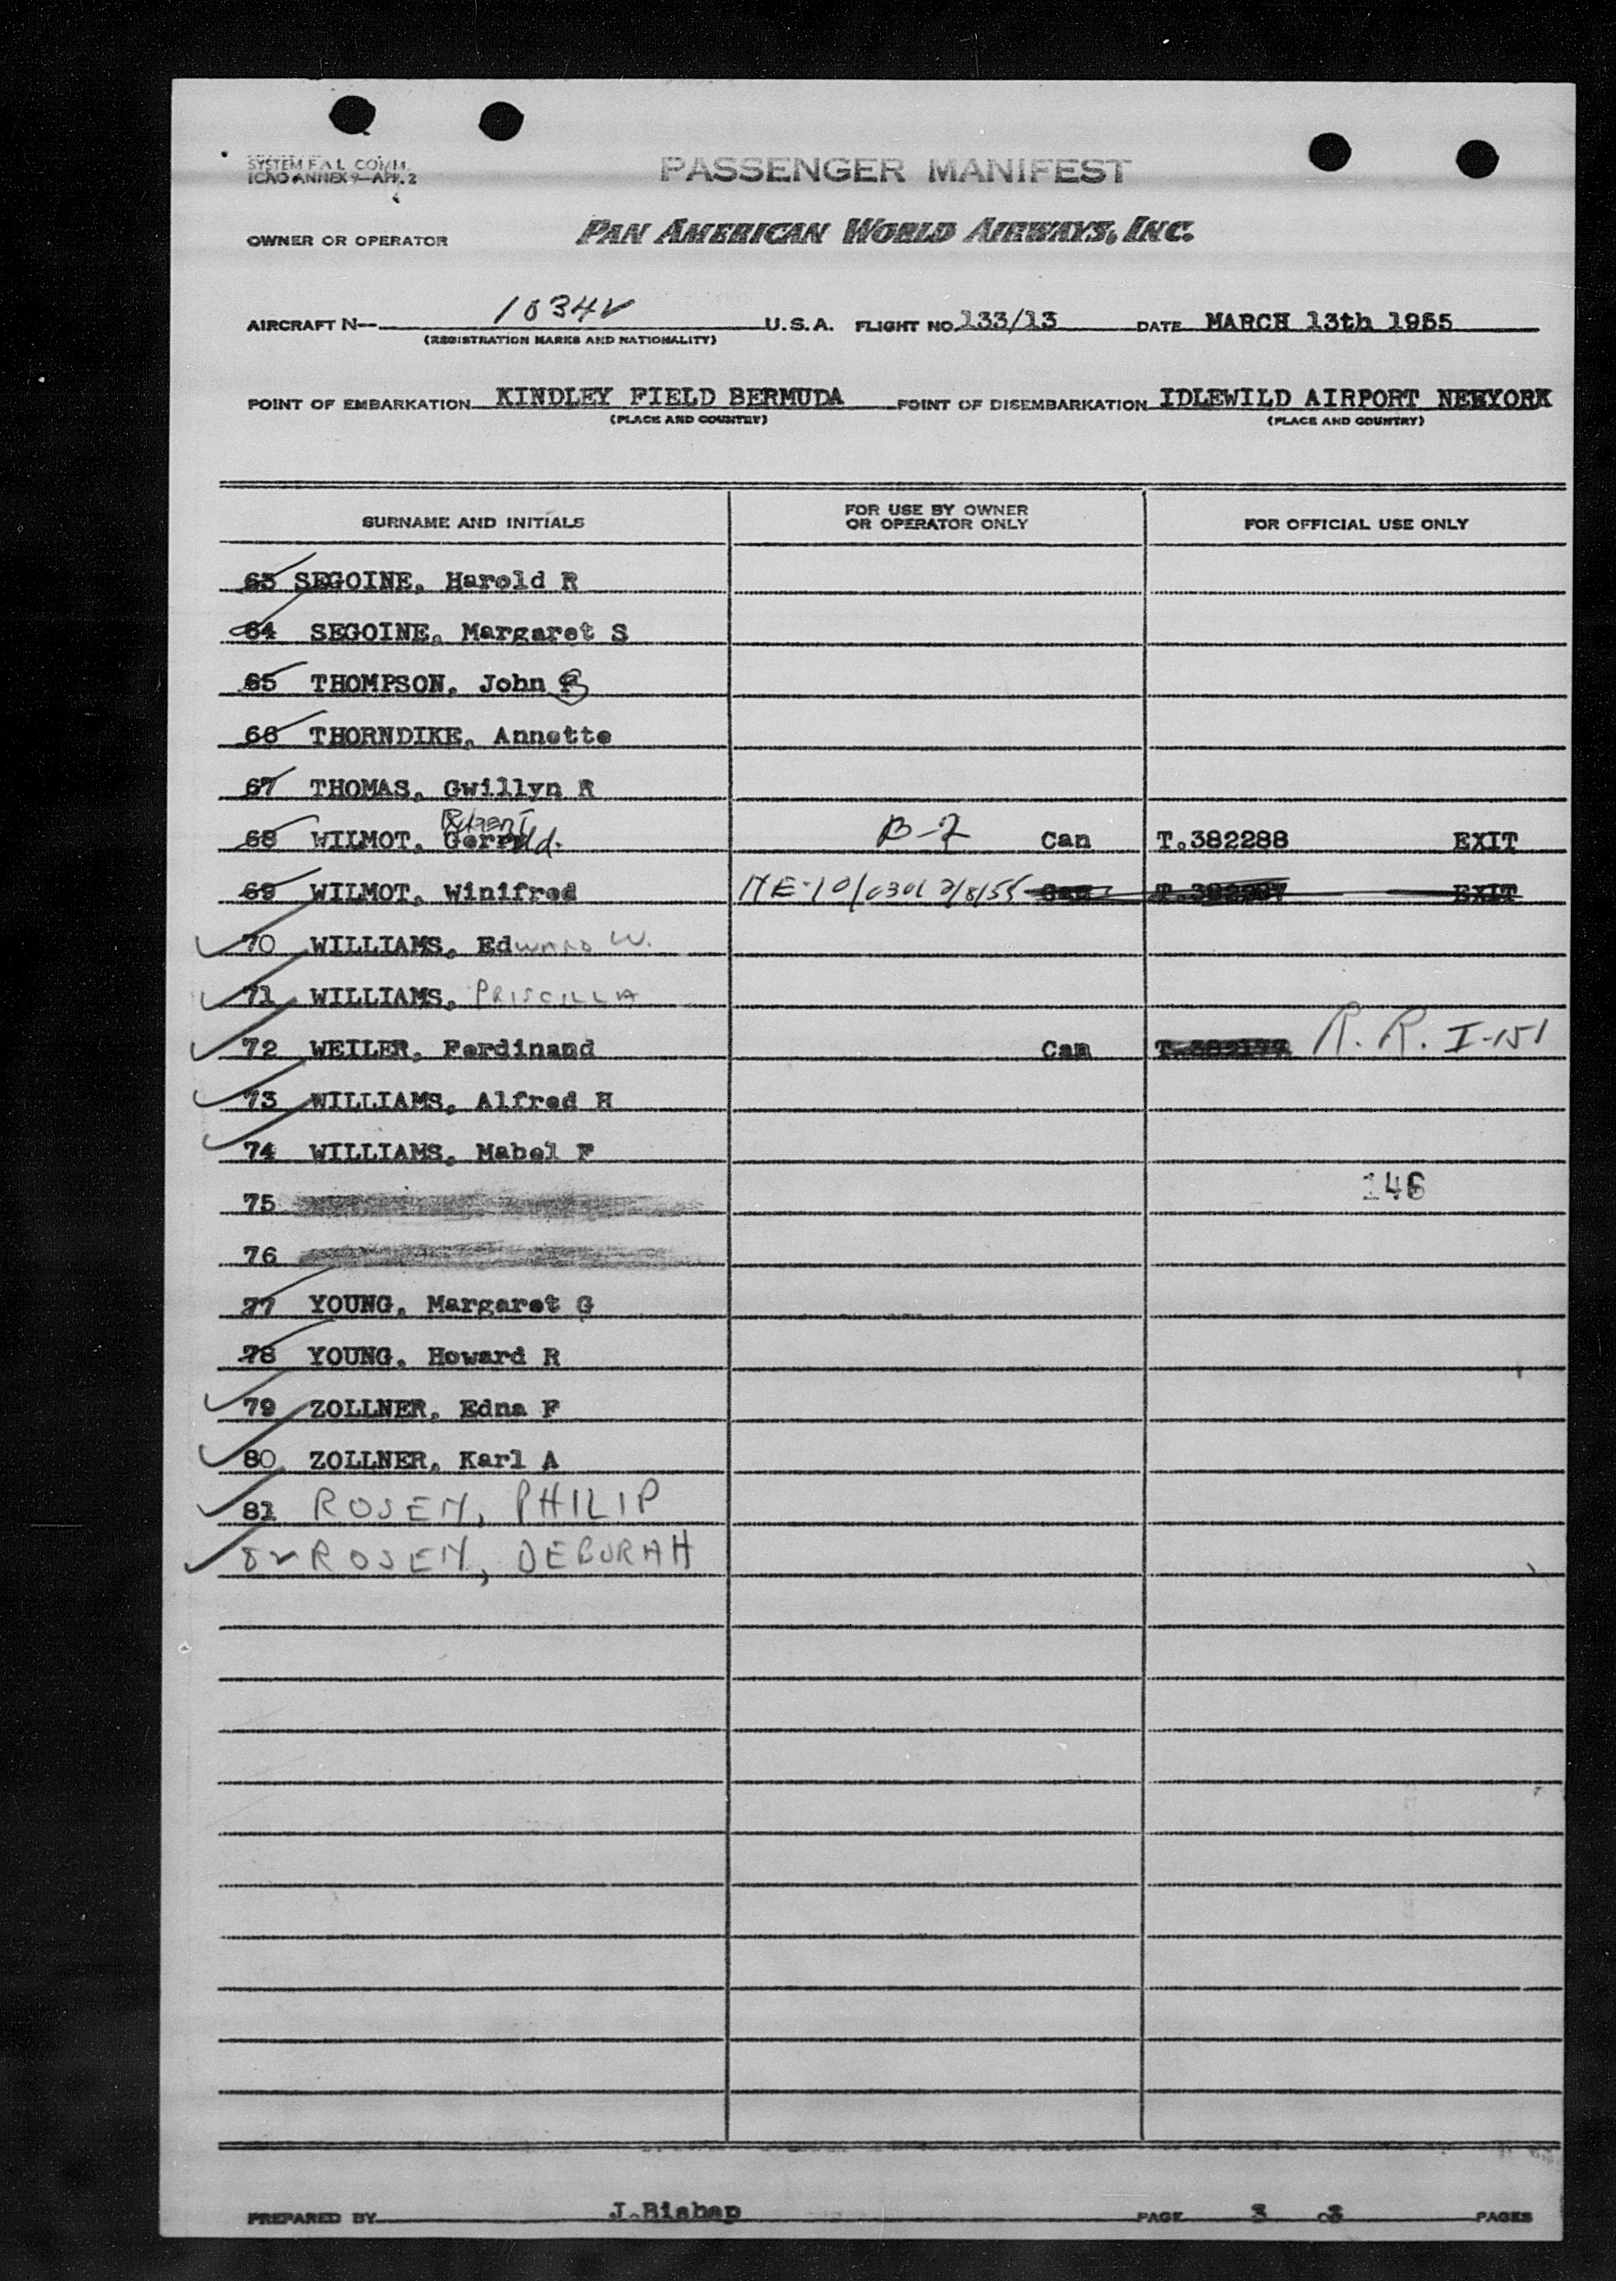 SYSTEM F.A.L. COMM.
ICAO ANNEX 9—APP. 2
PASSENGER MANIFEST
OWNER OR OPERATOR PAN AMERICAN WORLD AIRWAYS, INC.
AIRCRAFT N— 1034V U.S.A. FLIGHT NO. 133/13 DATE MARCH 13th 1955
(REGISTRATION MARKS AND NATIONALITY)
POINT OF EMBARKATION KINDLEY FIELD BERMUDA POINT OF DISEMBARKATION IDLEWILD AIRPORT NEWYORK
(PLACE AND COUNTRY) (PLACE AND COUNTRY)
SURNAME AND INITIALS FOR USE BY OWNER OR OPERATOR ONLY FOR OFFICIAL USE ONLY
63 SEGOINE, Harold R
64 SEGOINE, Margaret S
65 THOMPSON, John
66 THORNDIKE, Annette
67 THOMAS, Gwillyn R
Robert
68 WILMOT, Gerrald. B-2 Can T.382288 EXIT
69 WILMOT, Winifred Can EXIT
70 WILLIAMS, Edward W.
71 WILLIAMS, PRISCILLA
72 WEILER, Ferdinand Can R.R. I-151
73 WILLIAMS, Alfred H
74 WILLIAMS, Mabel F
146
75
76
77 YOUNG, Margaret G
78 YOUNG, Howard R
79 ZOLLNER, Edna F
80 ZOLLNER, Karl A
81 ROSEN, PHILIP
82 ROSEN, DEBORAH
PREPARED BY J.Bishop PAGE 3 of 3 PAGES